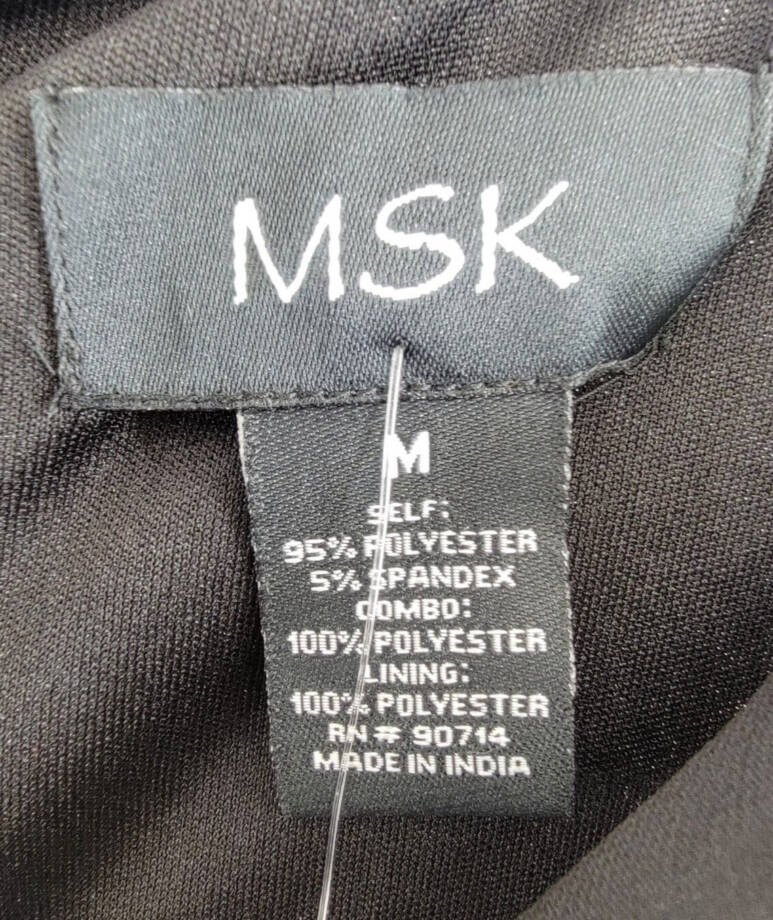 MSK
M
SELF:
95% POLYESTER
5% SPANDEX
COMBO:
100% POLYESTER
LINING:
100% POLYESTER
RN # 90714
MADE IN INDIA